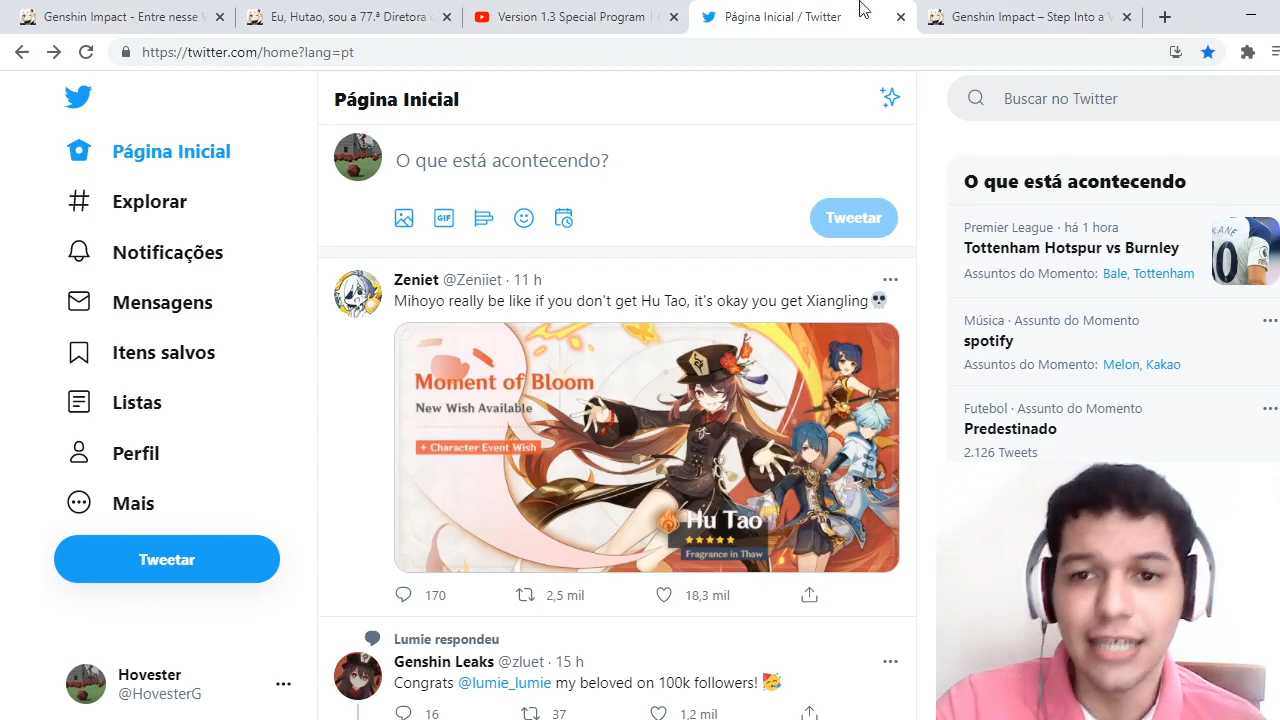 Genshin Impact - Entre nesse V
Eu, Hutao, sou a 77.ª Diretora d
Version 1.3 Special Program
Página Inicial / Twitter
Genshin Impact – Step Into a V
https://twitter.com/home?lang=pt
Página Inicial
Explorar
Notificações
Mensagens
Itens salvos
Listas
Perfil
Mais
Tweetar
Hovester
@HovesterG
Página Inicial
O que está acontecendo?
GIF
Tweetar
Zeniet @Zeniiet · 11 h
Mihoyo really be like if you don't get Hu Tao, it's okay you get Xiangling💀
Moment of Bloom
New Wish Available
Character Event Wish
Hu Tao
Fragrance in Thaw
170 2,5 mil 18,3 mil
Lumie respondeu
Genshin Leaks @zluet · 15 h
Congrats @lumie_lumie my beloved on 100k followers! 🥳
16 37 1,2 mil
Buscar no Twitter
O que está acontecendo
Premier League · há 1 hora
Tottenham Hotspur vs Burnley
Assuntos do Momento: Bale, Tottenham
KANE
10
Música · Assunto do Momento
spotify
Assuntos do Momento: Melon, Kakao
Futebol · Assunto do Momento
Predestinado
2.126 Tweets